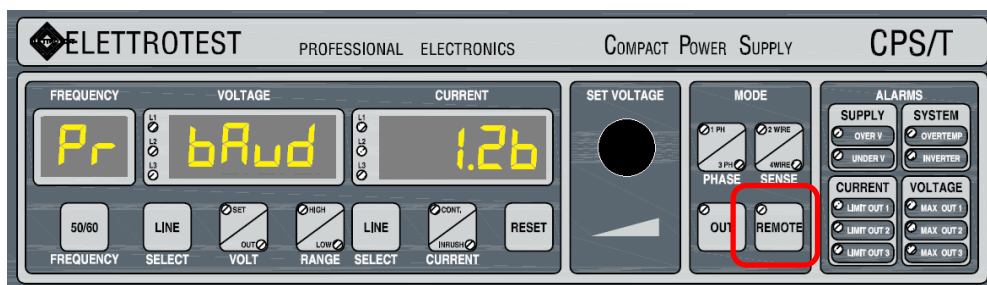 ELETTROTEST PROFESSIONAL ELECTRONICS COMPACT POWER SUPPLY CPS/T
FREQUENCY VOLTAGE CURRENT SET VOLTAGE MODE ALARMS
Pr bAud 1.2b
L1
L2
L3
L1
L2
L3
1 PH
3 PH
PHASE
2 WIRE
4WIRE
SENSE
SUPPLY
OVER V
UNDER V
SYSTEM
OVERTEMP
INVERTER
50/60
FREQUENCY
LINE
SELECT
SET
OUT
VOLT
HIGH
LOW
RANGE
LINE
SELECT
CONT.
INRUSH
CURRENT
RESET
OUT
REMOTE
CURRENT
LIMIT OUT 1
LIMIT OUT 2
LIMIT OUT 3
VOLTAGE
MAX OUT 1
MAX OUT 2
MAX OUT 3